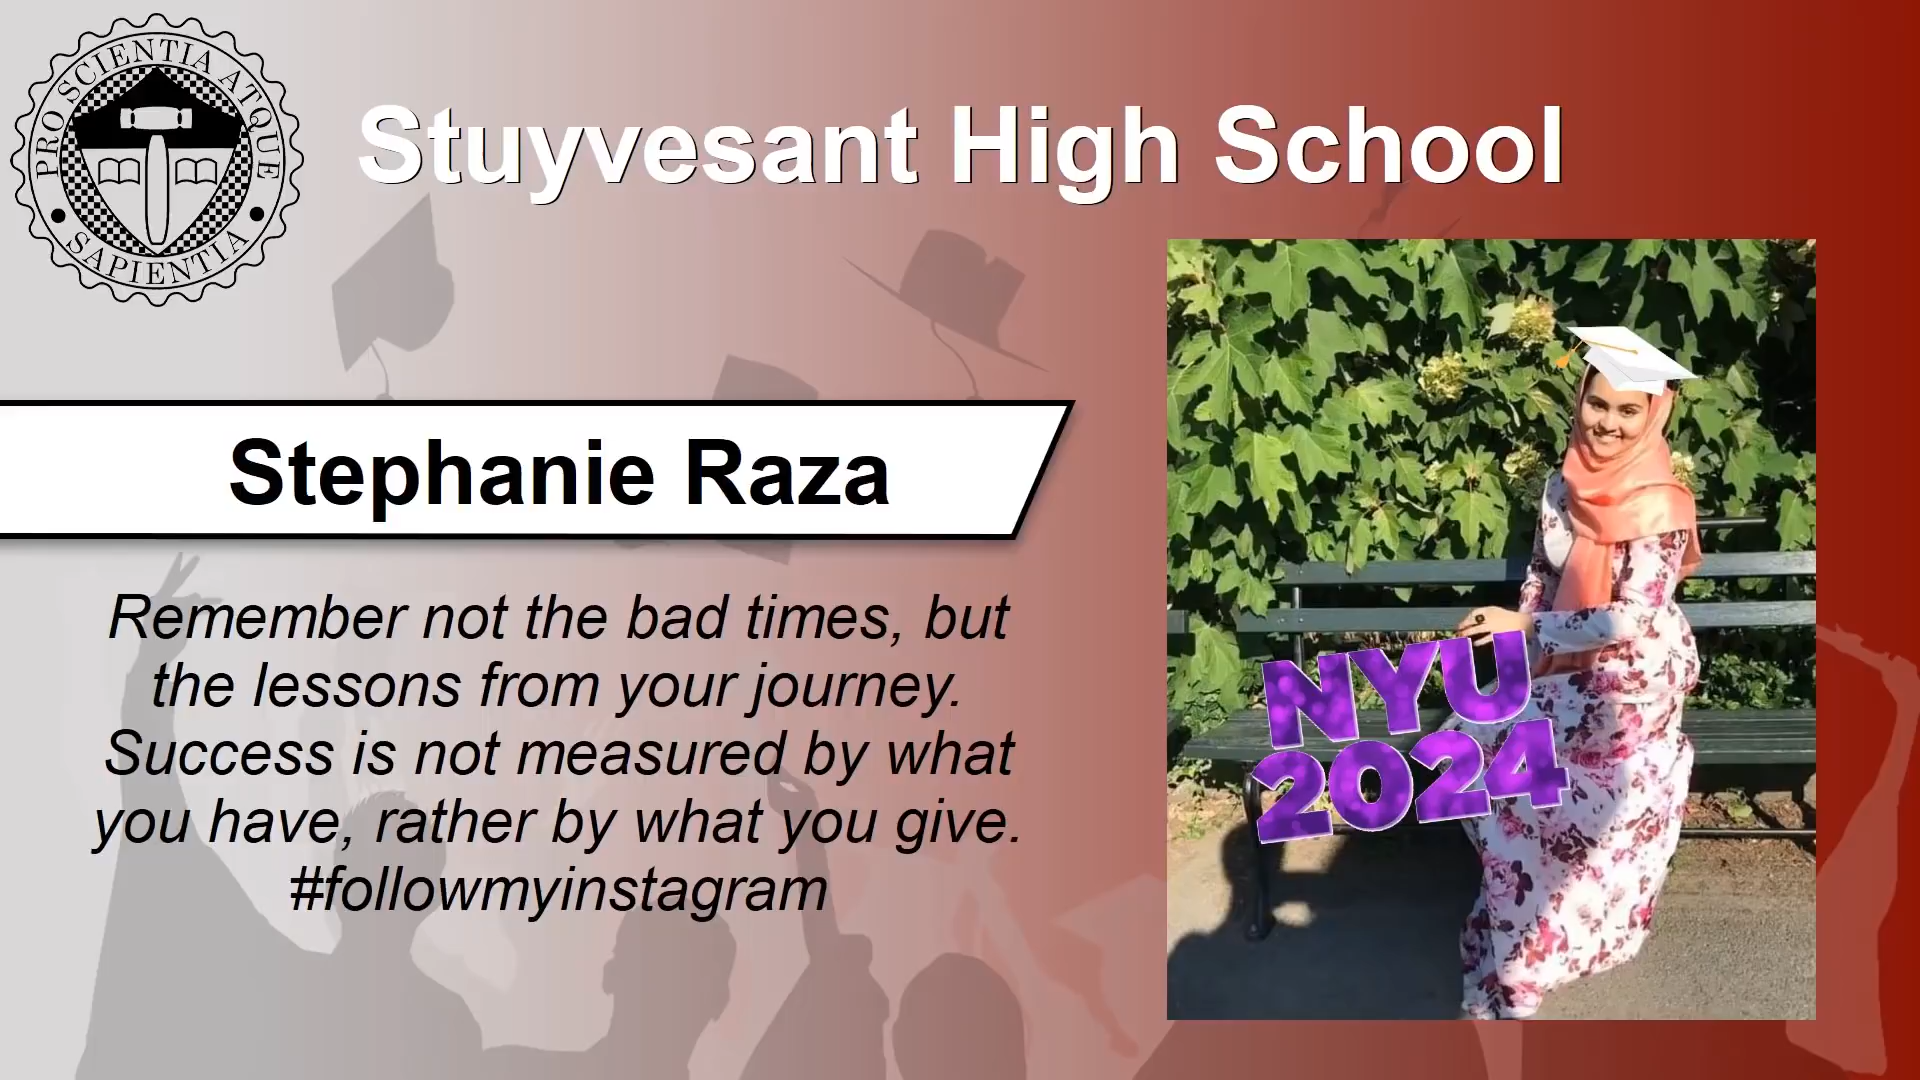 PRO SCIENTIA ATQUE
SAPIENTIA
Stuyvesant High School
Stephanie Raza
Remember not the bad times, but
the lessons from your journey.
Success is not measured by what
you have, rather by what you give.
#followmyinstagram
NYU
2024